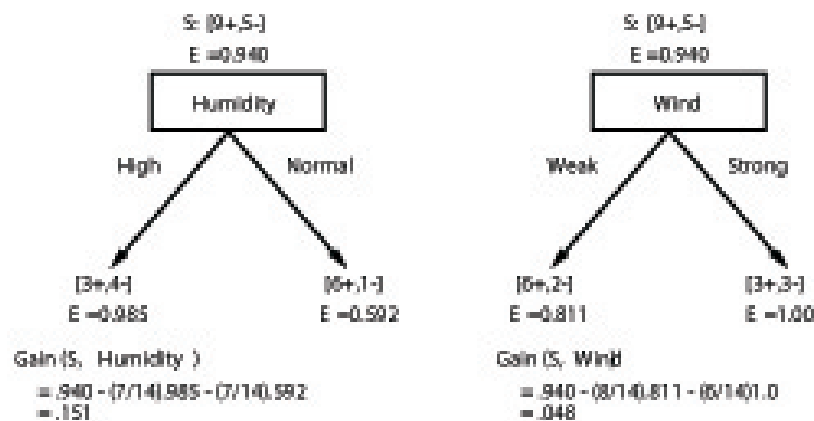 S: [9+,5-]
E =0.940
Humidity
High
Normal
[3+,4-]
E =0.985
[6+,1-]
E =0.592
Gain (S, Humidity )
= .940 - (7/14).985 - (7/14).592
= .151
S: [9+,5-]
E =0.940
Wind
Weak
Strong
[6+,2-]
E =0.811
[3+,3-]
E =1.00
Gain (S, Wind
= .940 - (8/14).811 - (6/14)1.0
= .048